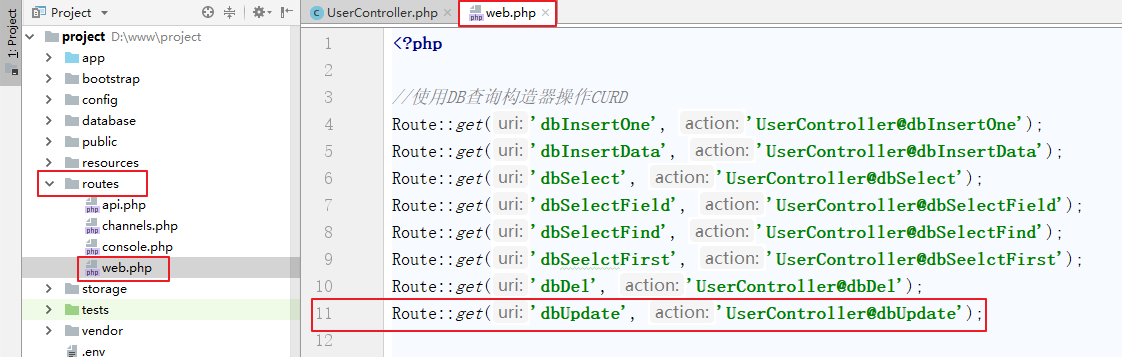 1: Project
Project
project D:\www\project
app
bootstrap
config
database
public
resources
routes
api.php
channels.php
console.php
web.php
storage
tests
vendor
.env
UserController.php
web.php
1 <?php
2
3 //使用DB查询构造器操作CURD
4 Route::get( uri: 'dbInsertOne', action: 'UserController@dbInsertOne');
5 Route::get( uri: 'dbInsertData', action: 'UserController@dbInsertData');
6 Route::get( uri: 'dbSelect', action: 'UserController@dbSelect');
7 Route::get( uri: 'dbSelectField', action: 'UserController@dbSelectField');
8 Route::get( uri: 'dbSelectFind', action: 'UserController@dbSelectFind');
9 Route::get( uri: 'dbSeelctFirst', action: 'UserController@dbSeelctFirst');
10 Route::get( uri: 'dbDel', action: 'UserController@dbDel');
11 Route::get( uri: 'dbUpdate', action: 'UserController@dbUpdate');
12